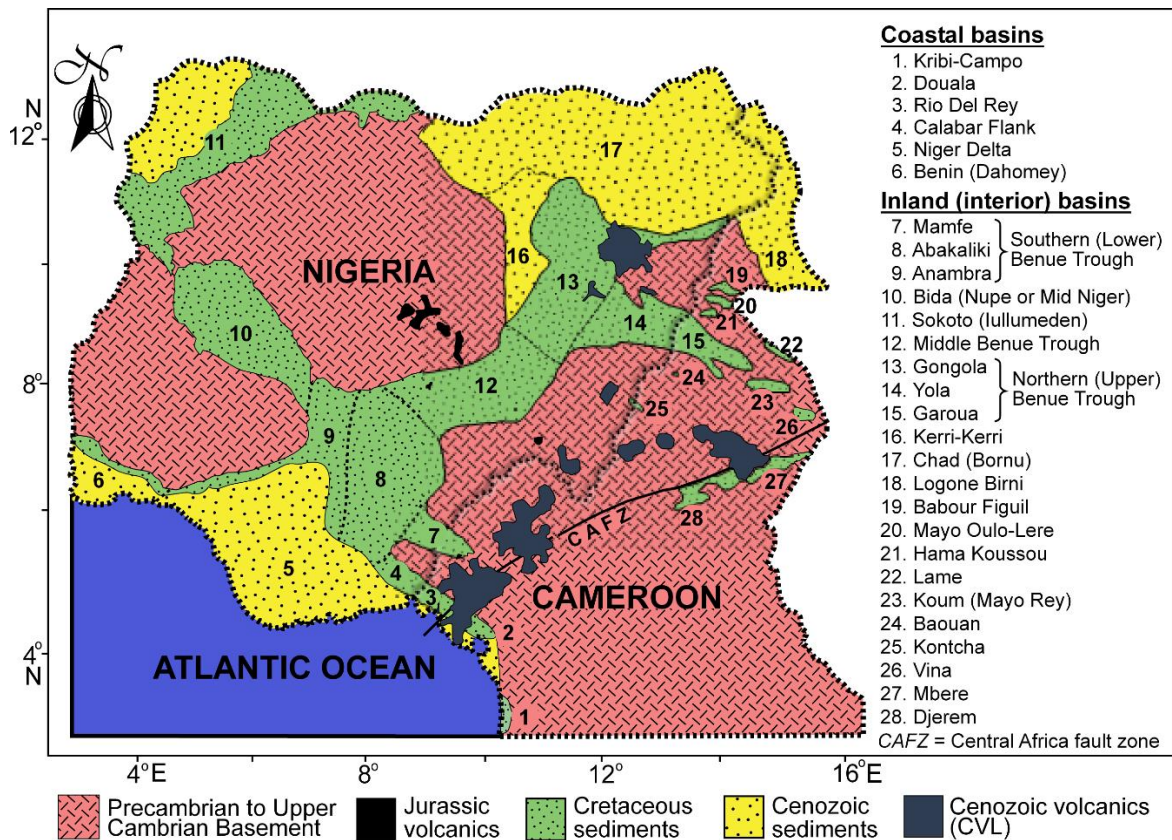 N
N
12°
8°
4°
N
4°E
8°
10°
12°
16°E
NIGERIA
CAMEROON
ATLANTIC OCEAN
CAFZ
11
17
16
18
13
19
20
21
10
14
15
22
24
12
23
25
9
26
6
8
27
28
7
5
4
3
2
1
Coastal basins
1. Kribi-Campo
2. Douala
3. Rio Del Rey
4. Calabar Flank
5. Niger Delta
6. Benin (Dahomey)
Inland (interior) basins
7. Mamfe
8. Abakaliki
9. Anambra
Southern (Lower)
Benue Trough
10. Bida (Nupe or Mid Niger)
11. Sokoto (Iullumeden)
12. Middle Benue Trough
13. Gongola
14. Yola
15. Garoua
Northern (Upper)
Benue Trough
16. Kerri-Kerri
17. Chad (Bornu)
18. Logone Birni
19. Babour Figuil
20. Mayo Oulo-Lere
21. Hama Koussou
22. Lame
23. Koum (Mayo Rey)
24. Baouan
25. Kontcha
26. Vina
27. Mbere
28. Djerem
CAFZ = Central Africa fault zone
Precambrian to Upper
Cambrian Basement
Jurassic
volcanics
Cretaceous
sediments
Cenozoic
sediments
Cenozoic volcanics
(CVL)